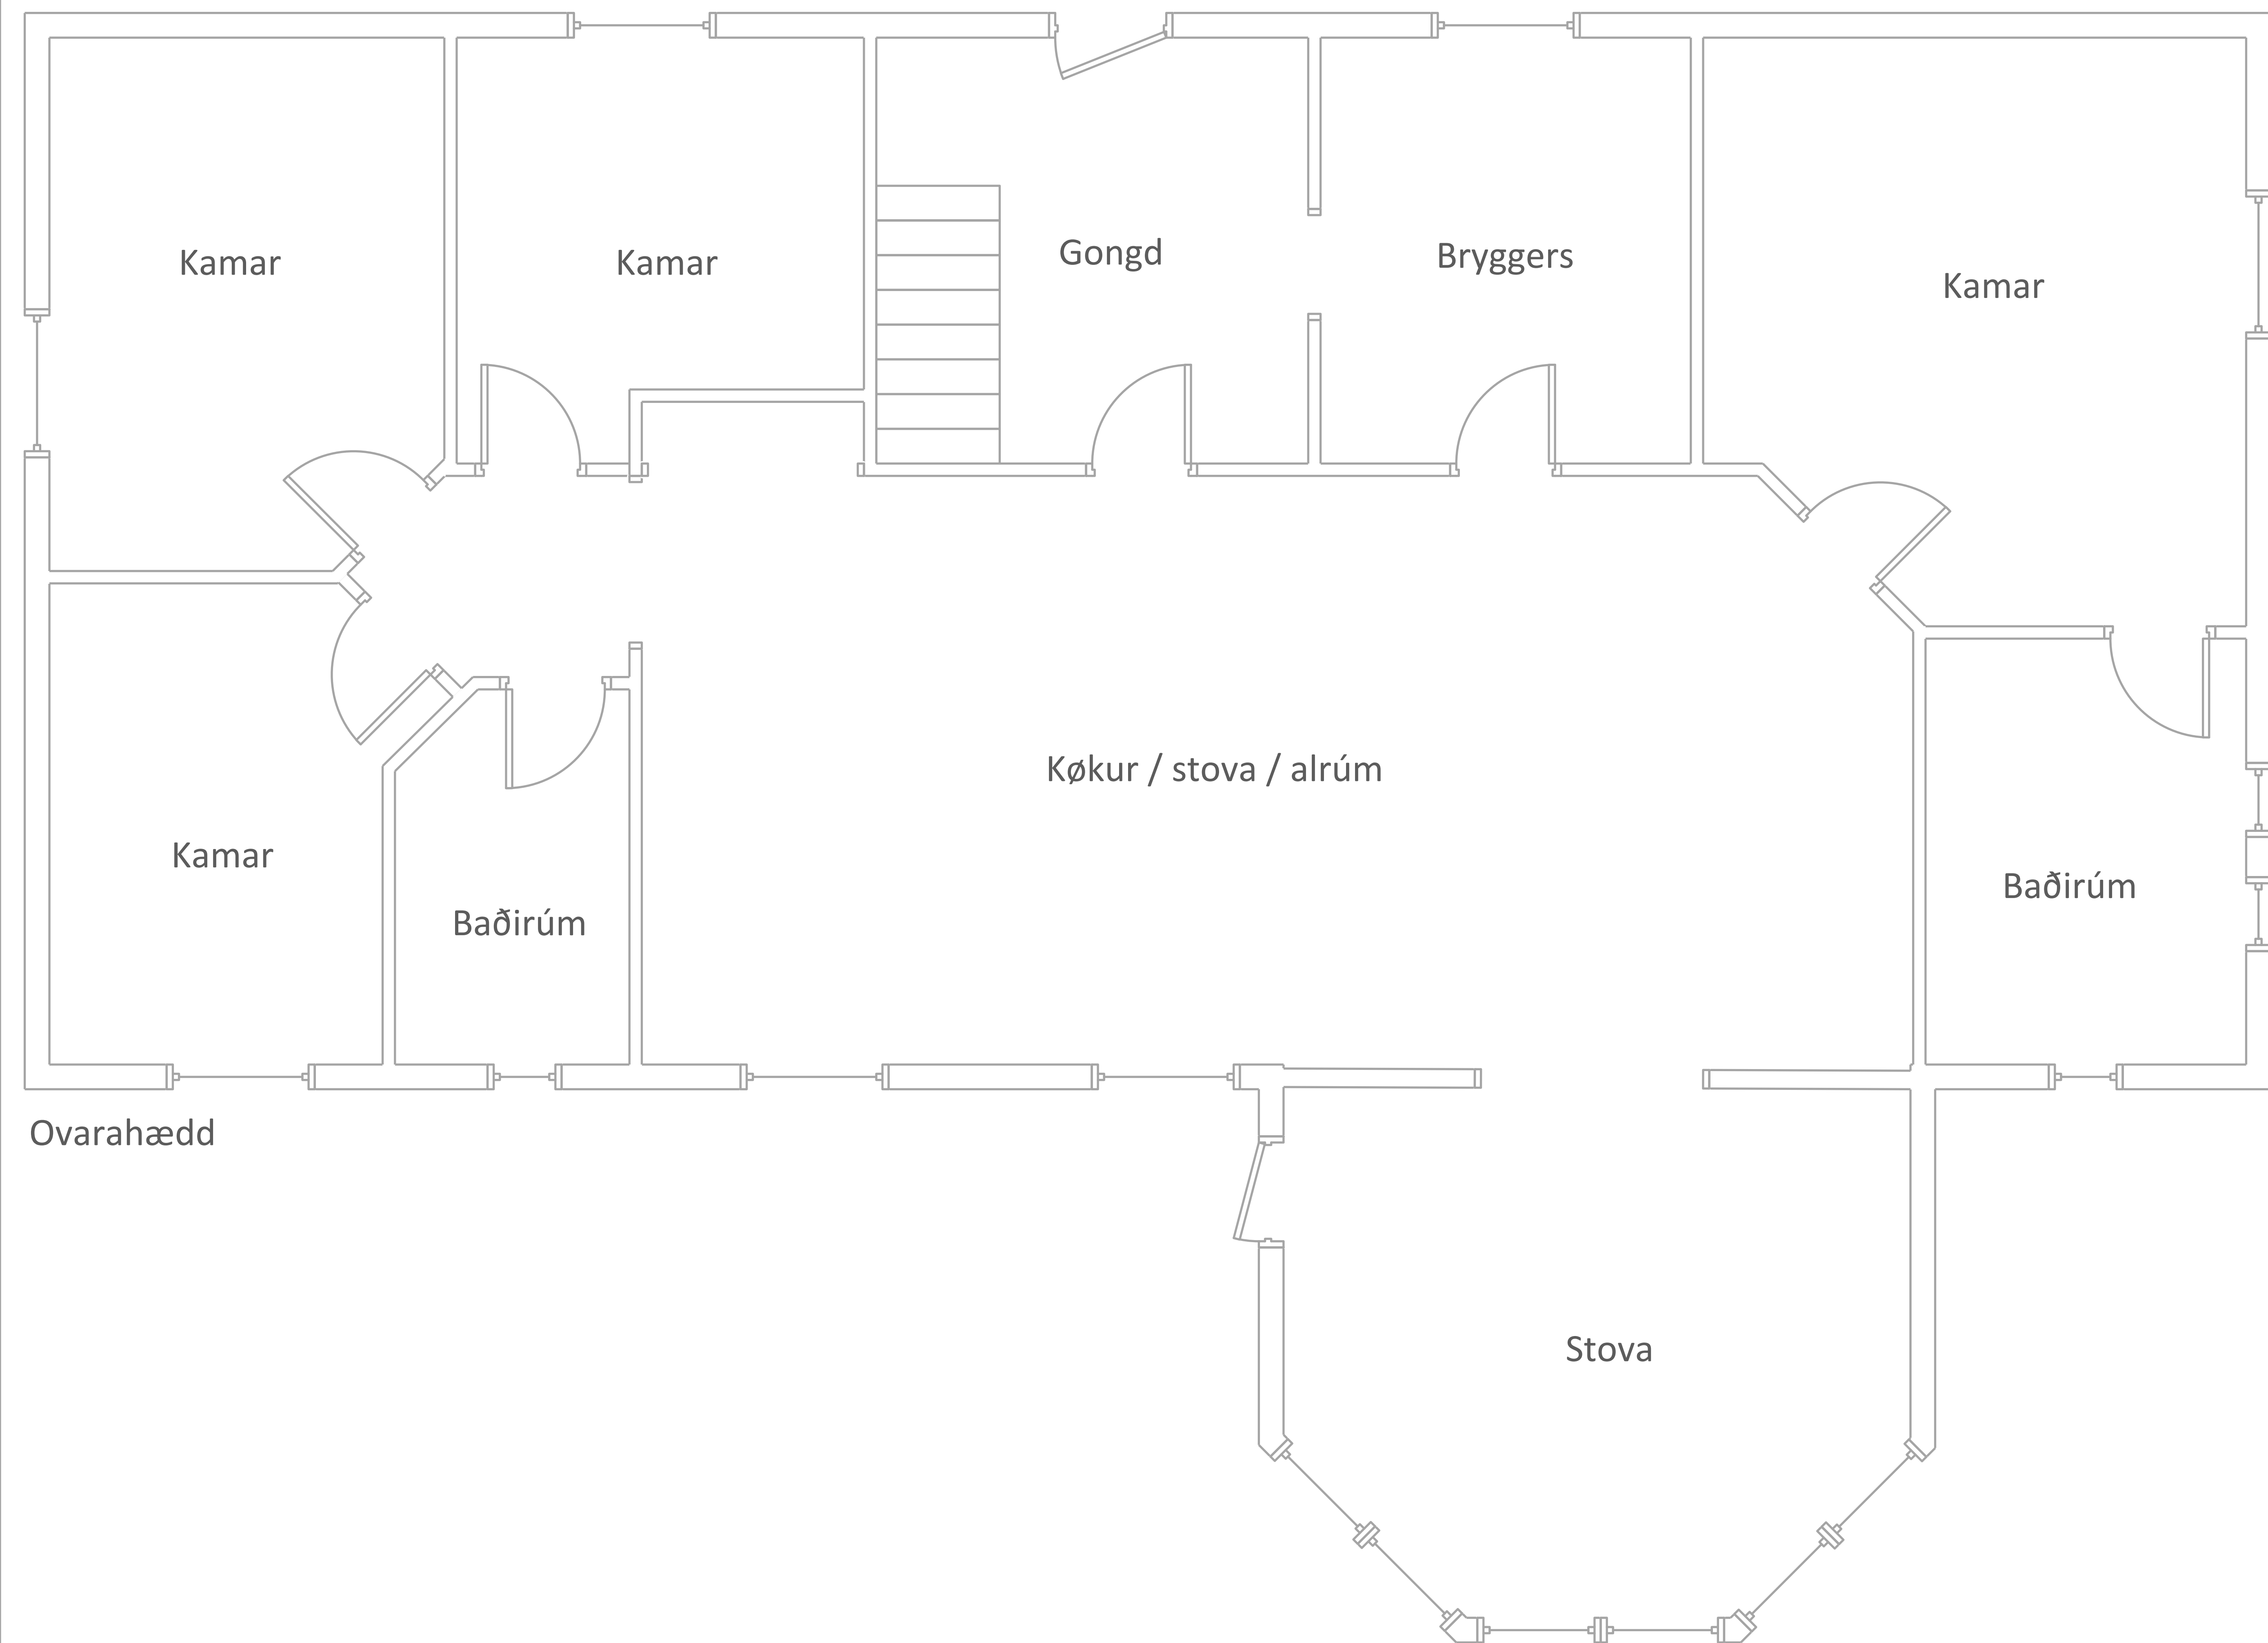 Kamar
Kamar
Gongd
Bryggers
Kamar
Køkur / stova / alrúm
Kamar
Baðirúm
Baðirúm
Ovarahædd
Stova